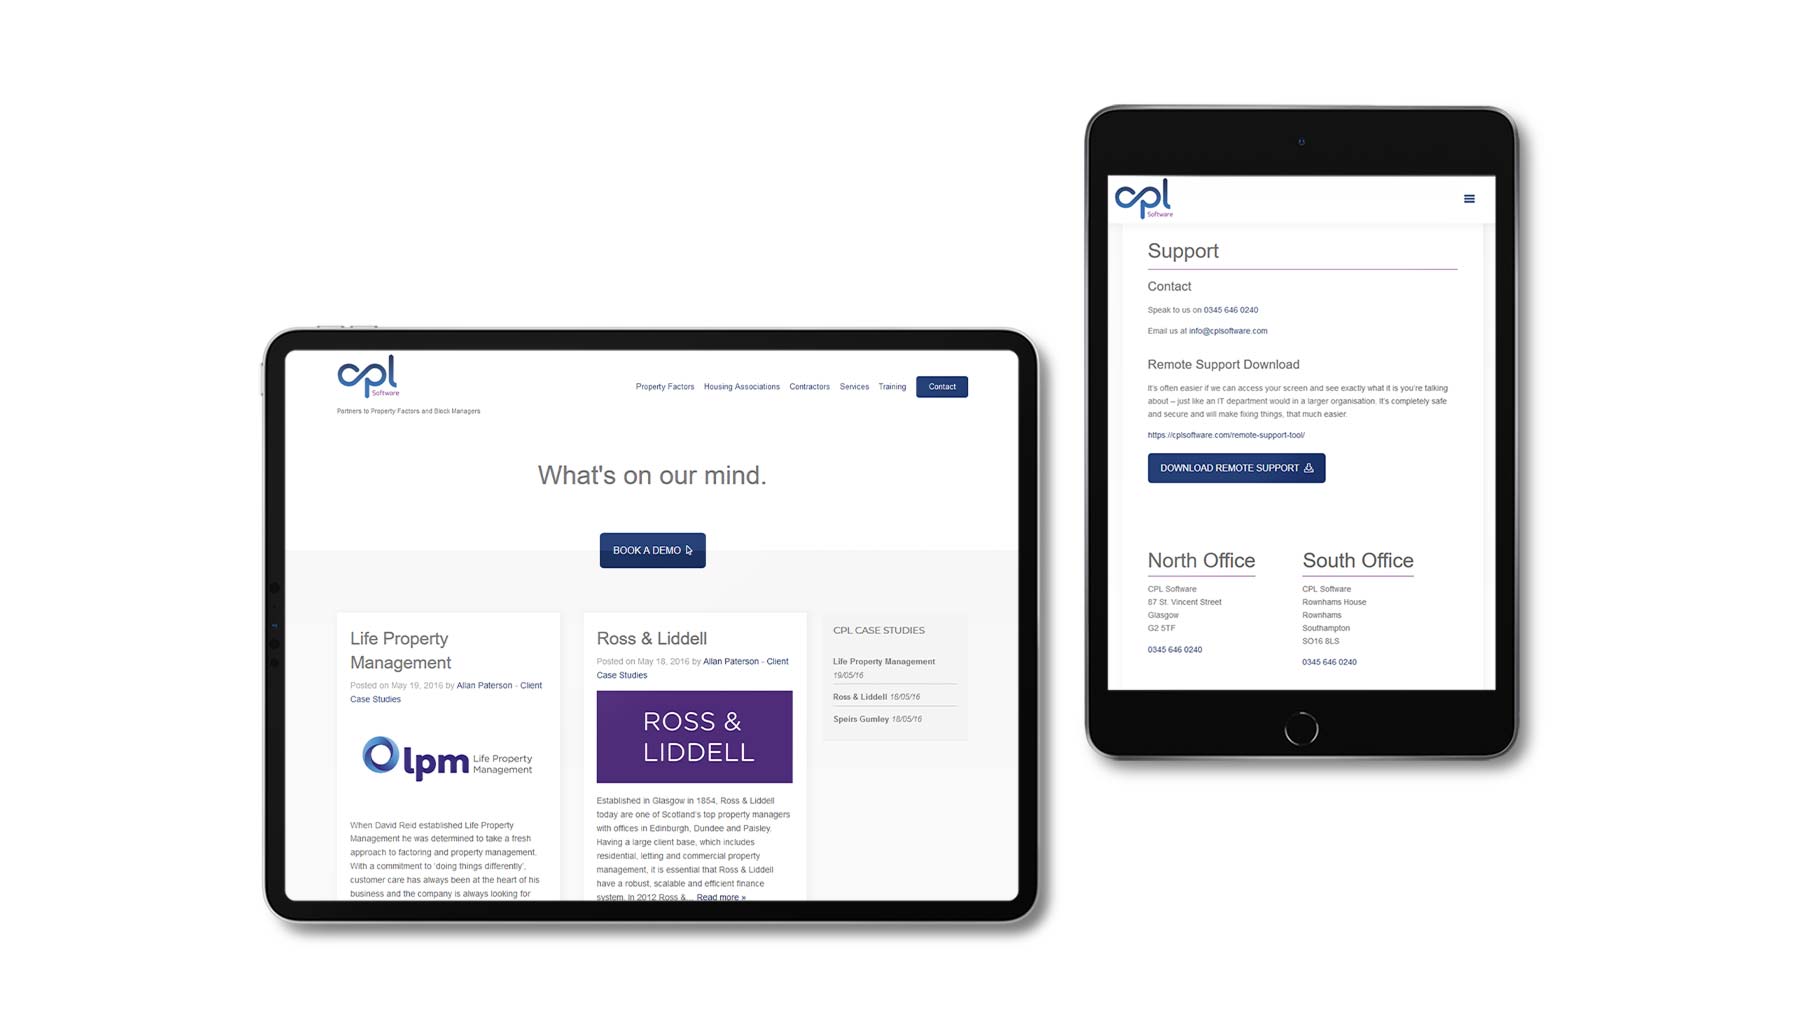 cpl
Software
Partners to Property Factors and Block Managers
Property Factors Housing Associations Contractors Services Training Contact
What's on our mind.
BOOK A DEMO
Life Property
Management
Posted on May 19, 2016 by Allan Paterson - Client
Case Studies
lpm Life Property
Management
When David Reid established Life Property
Management he was determined to take a fresh
approach to factoring and property management.
With a commitment to 'doing things differently',
customer care has always been at the heart of his
business and the company is always looking for
Ross & Liddell
Posted on May 18, 2016 by Allan Paterson - Client
Case Studies
ROSS &
LIDDELL
Established in Glasgow in 1854, Ross & Liddell
today are one of Scotland's top property managers
with offices in Edinburgh, Dundee and Paisley.
Having a large client base, which includes
residential, letting and commercial property
management, it is essential that Ross & Liddell
have a robust, scalable and efficient finance
system. In 2012 Ross &... Read more »
CPL CASE STUDIES
Life Property Management
19/05/16
Ross & Liddell 18/05/16
Speirs Gumley 18/05/16
cpl
Software
Support
Contact
Speak to us on 0345 646 0240
Email us at info@cplsoftware.com
Remote Support Download
It's often easier if we can access your screen and see exactly what it is you're talking
about – just like an IT department would in a larger organisation. It's completely safe
and secure and will make fixing things, that much easier.
https://cplsoftware.com/remote-support-tool/
DOWNLOAD REMOTE SUPPORT
North Office
CPL Software
87 St. Vincent Street
Glasgow
G2 5TF
0345 646 0240
South Office
CPL Software
Rownhams House
Rownhams
Southampton
SO16 8LS
0345 646 0240